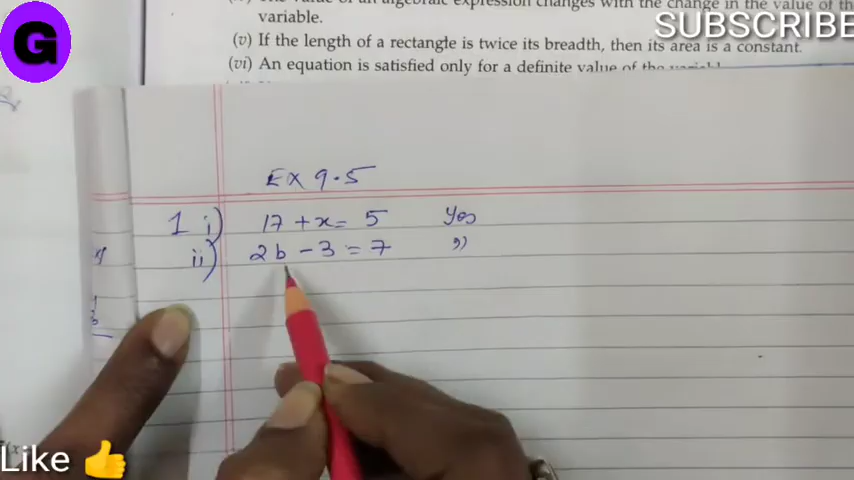 variable.
(v) If the length of a rectangle is twice its breadth, then its area is a constant.
(vi) An equation is satisfied only for a definite value of the variabl
SUBSCRIBE
G
Ex 9.5
1 i) 17 + x = 5 Yes
ii) 2b - 3 = 7 "
Like 👍